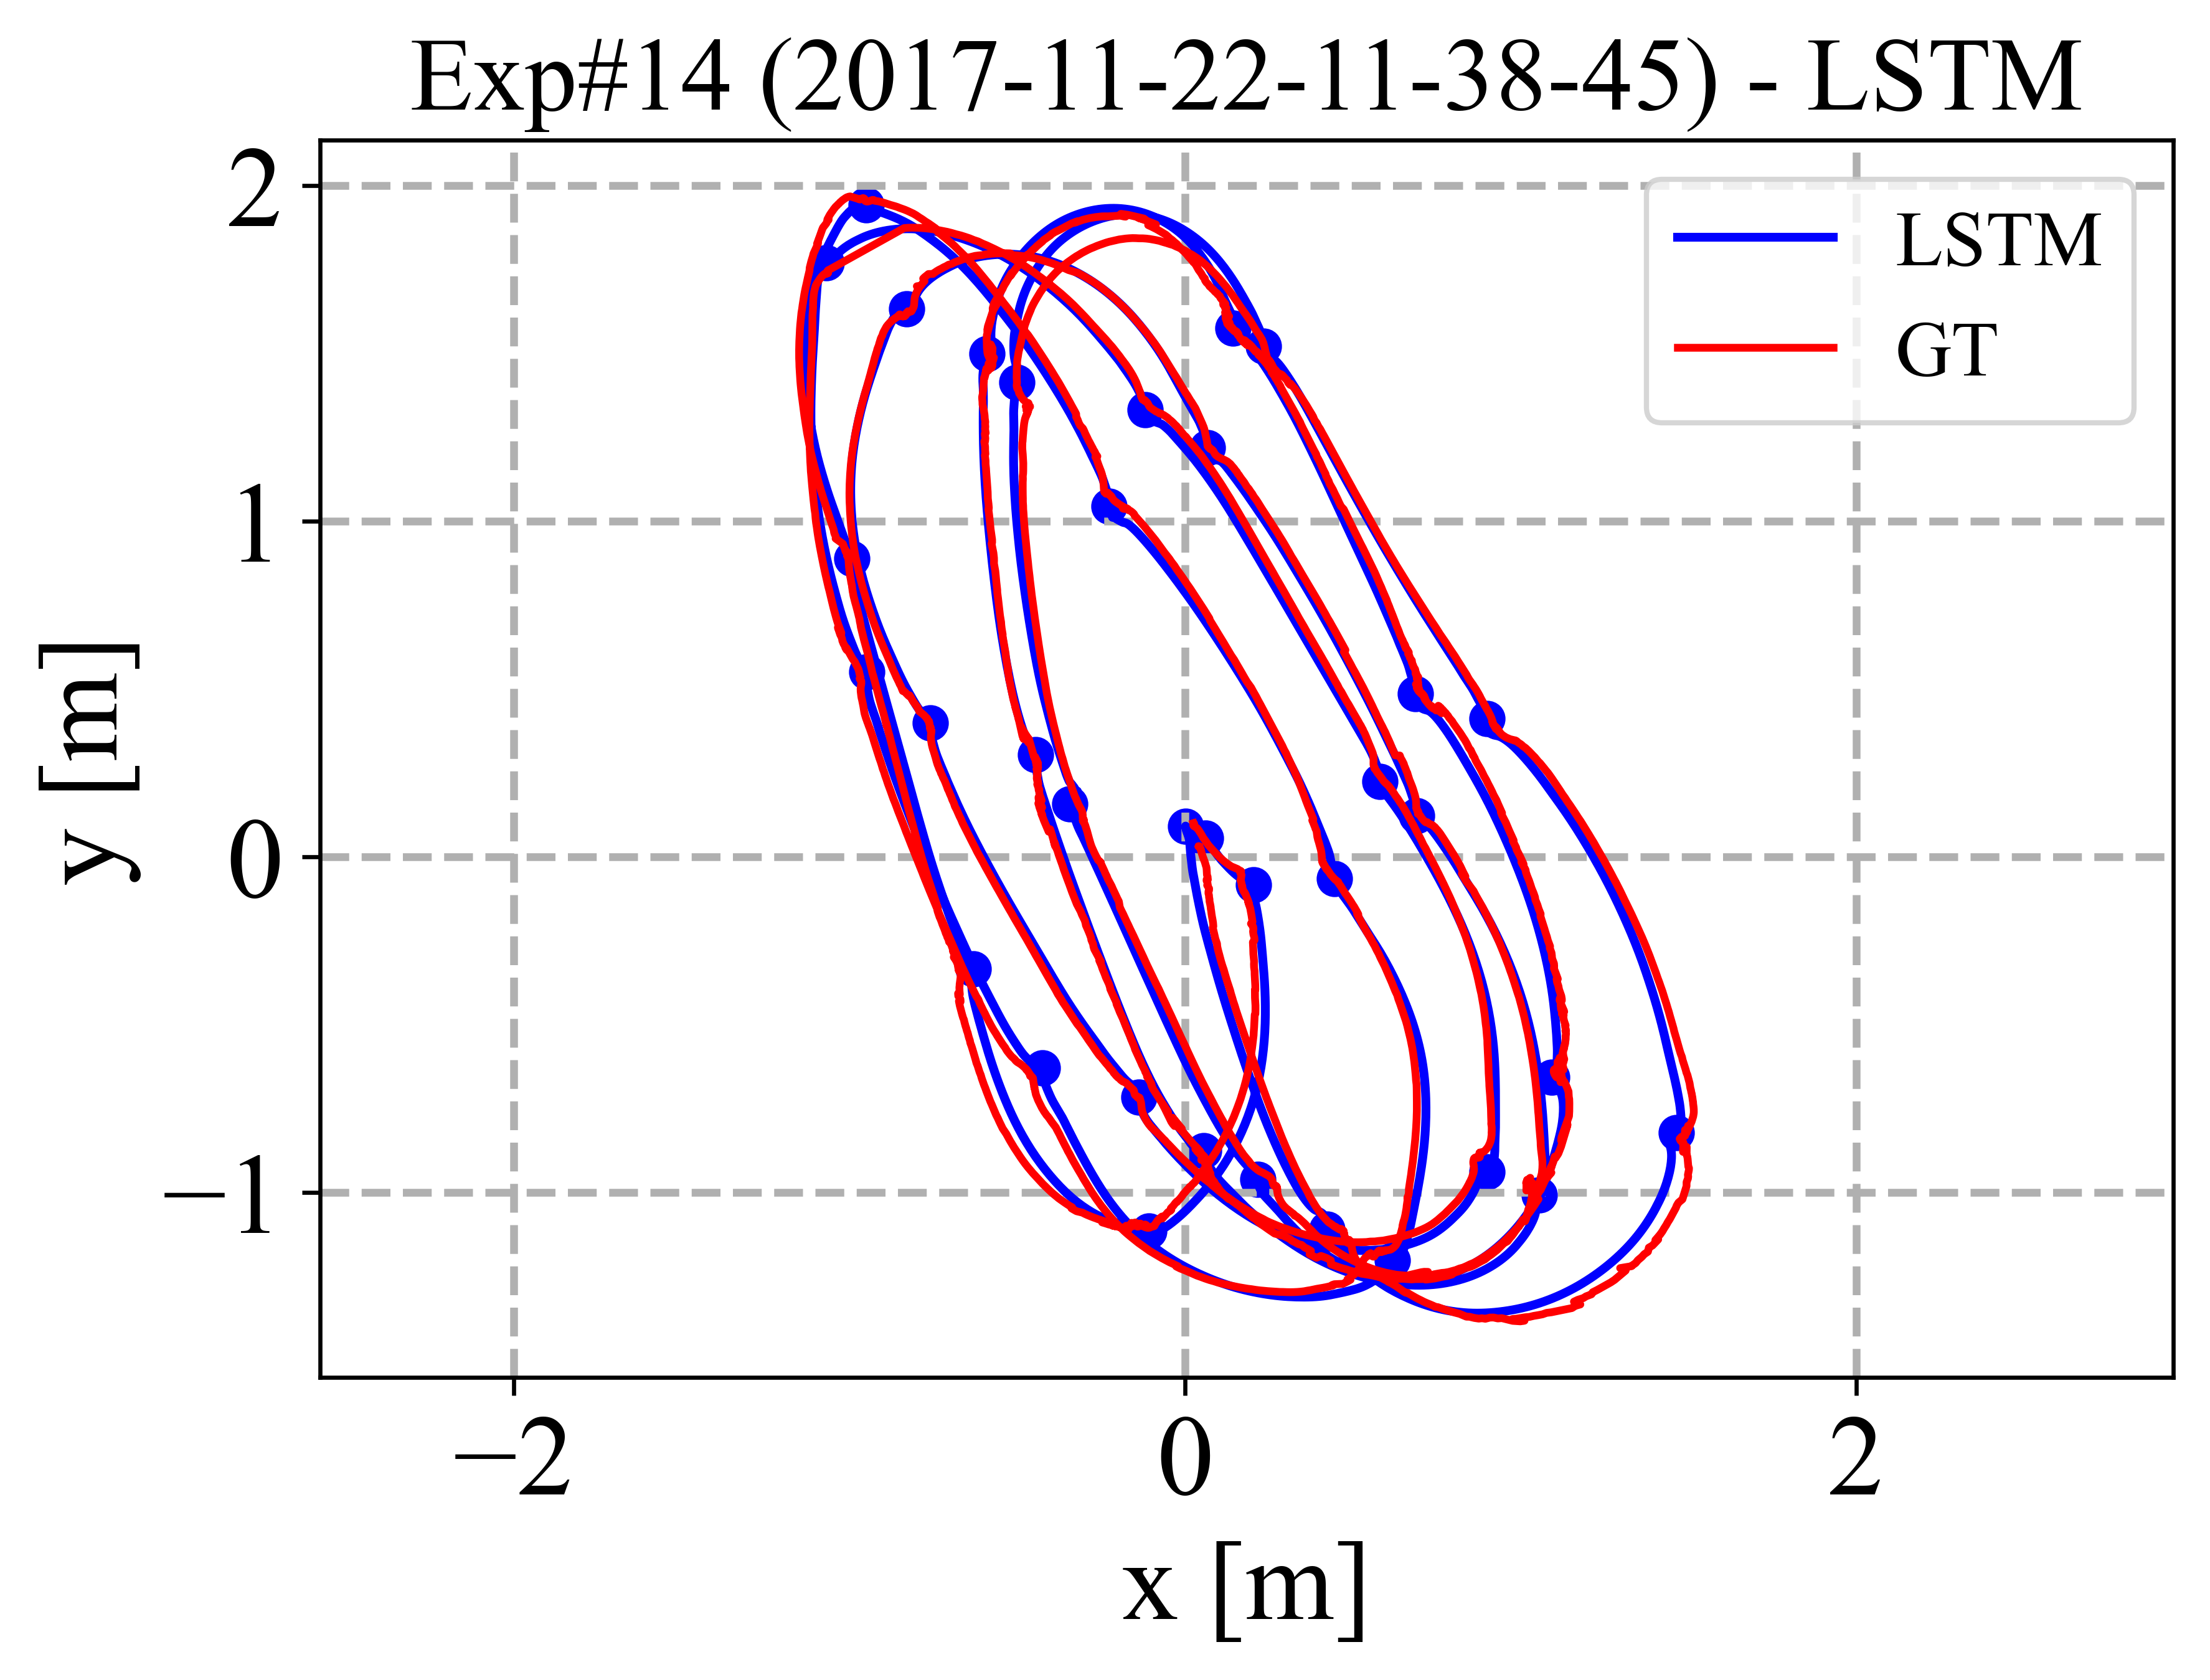 Exp#14 (2017-11-22-11-38-45) - LSTM
LSTM
GT
2
1
0
−1
y [m]
−2
0
2
x [m]